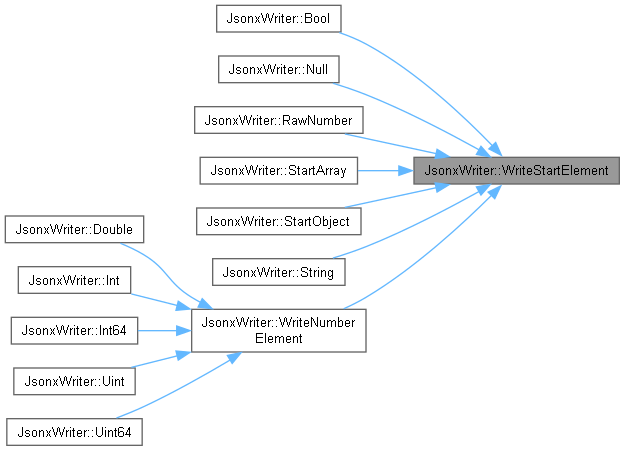 JsonxWriter::Bool
JsonxWriter::Null
JsonxWriter::RawNumber
JsonxWriter::StartArray
JsonxWriter::WriteStartElement
JsonxWriter::StartObject
JsonxWriter::Double
JsonxWriter::String
JsonxWriter::Int
JsonxWriter::WriteNumber
Element
JsonxWriter::Int64
JsonxWriter::Uint
JsonxWriter::Uint64